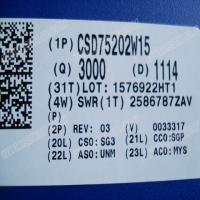 (1P) CSD75202W15
(Q) 3000 (D) 1114
(31T) LOT: 1576922HT1
(4W) SWR (1T) 2586787ZAV
(P)
(2P) REV: 03 (V) 0033317
(20L) CSO: SG3 (21L) CCO:SGP
(22L) ASO:UNM (23L) ACO:MYS